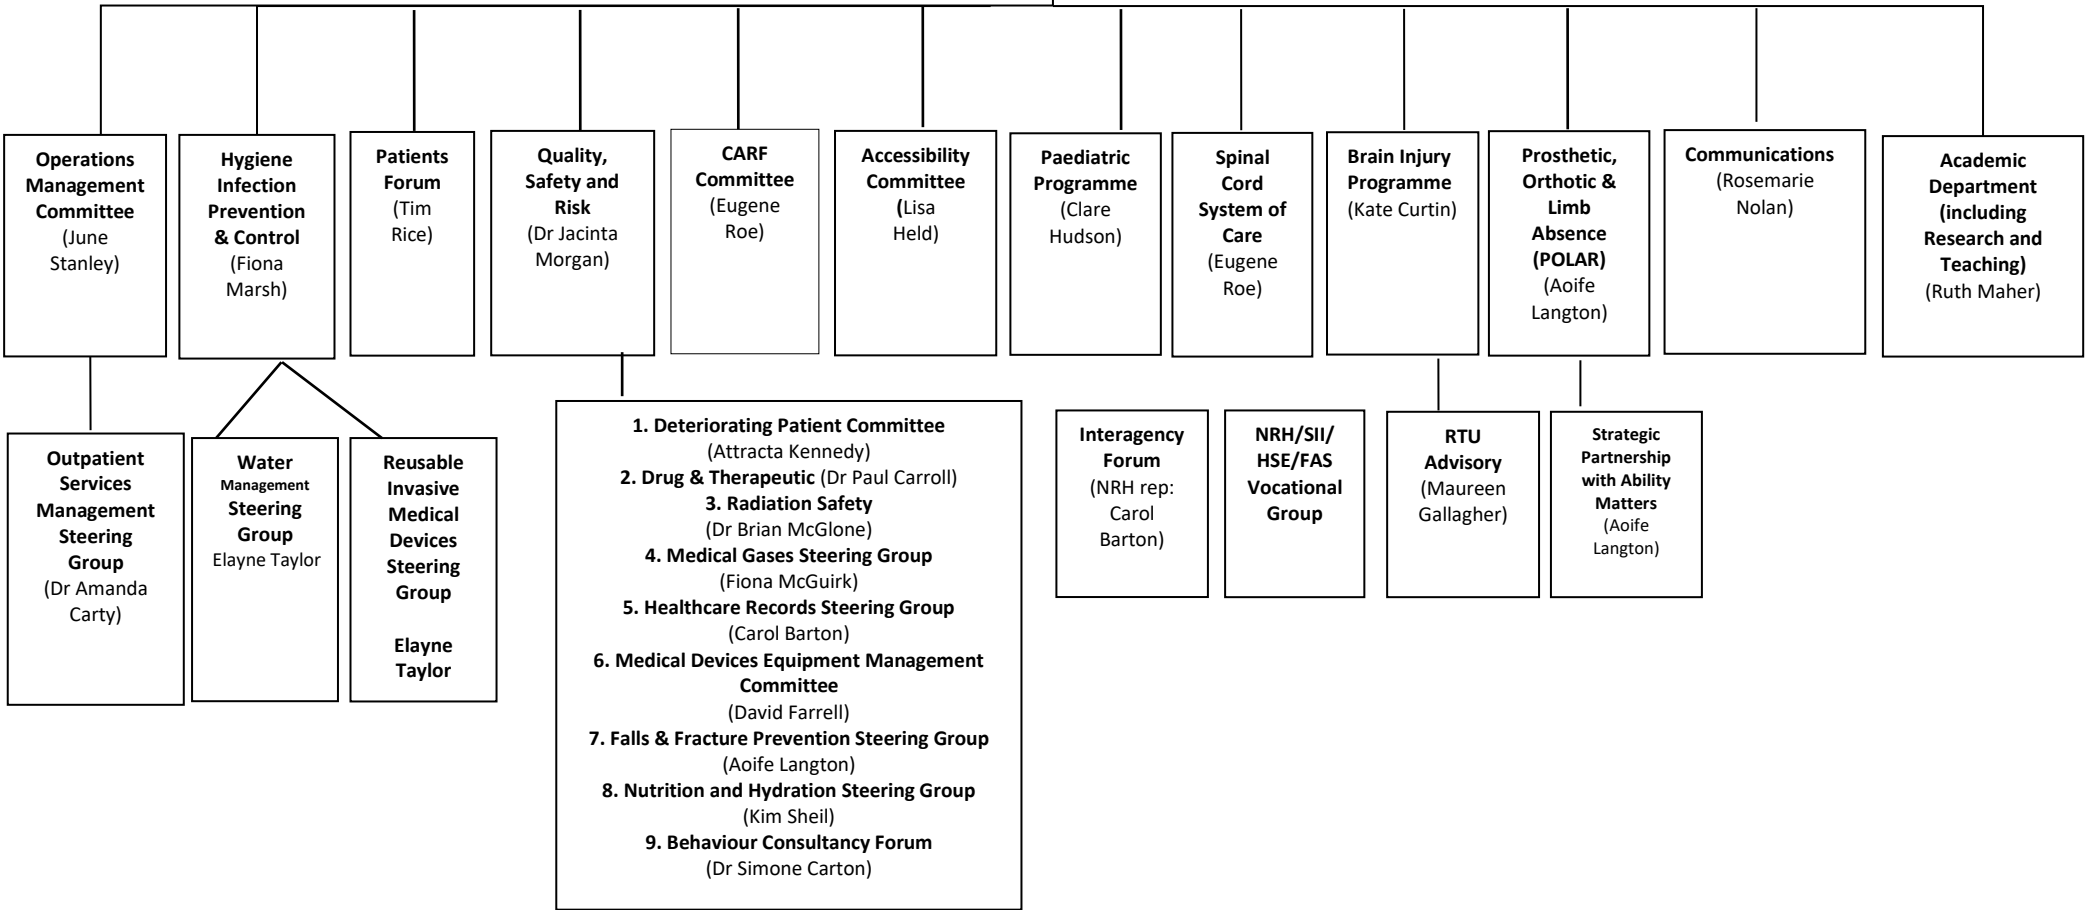 Operations
Management
Committee
(June
Stanley)
Hygiene
Infection
Prevention
& Control
(Fiona
Marsh)
Patients
Forum
(Tim
Rice)
Quality,
Safety and
Risk
(Dr Jacinta
Morgan)
CARF
Committee
(Eugene
Roe)
Accessibility
Committee
(Lisa
Held)
Paediatric
Programme
(Clare
Hudson)
Spinal
Cord
System of
Care
(Eugene
Roe)
Brain Injury
Programme
(Kate Curtin)
Prosthetic,
Orthotic &
Limb
Absence
(POLAR)
(Aoife
Langton)
Communications
(Rosemarie
Nolan)
Academic
Department
(including
Research and
Teaching)
(Ruth Maher)
Outpatient
Services
Management
Steering
Group
(Dr Amanda
Carty)
Water
Management
Steering
Group
Elayne Taylor
Reusable
Invasive
Medical
Devices
Steering
Group
Elayne
Taylor
1. Deteriorating Patient Committee
(Attracta Kennedy)
2. Drug & Therapeutic (Dr Paul Carroll)
3. Radiation Safety
(Dr Brian McGlone)
4. Medical Gases Steering Group
(Fiona McGuirk)
5. Healthcare Records Steering Group
(Carol Barton)
6. Medical Devices Equipment Management
Committee
(David Farrell)
7. Falls & Fracture Prevention Steering Group
(Aoife Langton)
8. Nutrition and Hydration Steering Group
(Kim Sheil)
9. Behaviour Consultancy Forum
(Dr Simone Carton)
Interagency
Forum
(NRH rep:
Carol
Barton)
NRH/SII/
HSE/FAS
Vocational
Group
RTU
Advisory
(Maureen
Gallagher)
Strategic
Partnership
with Ability
Matters
(Aoife
Langton)